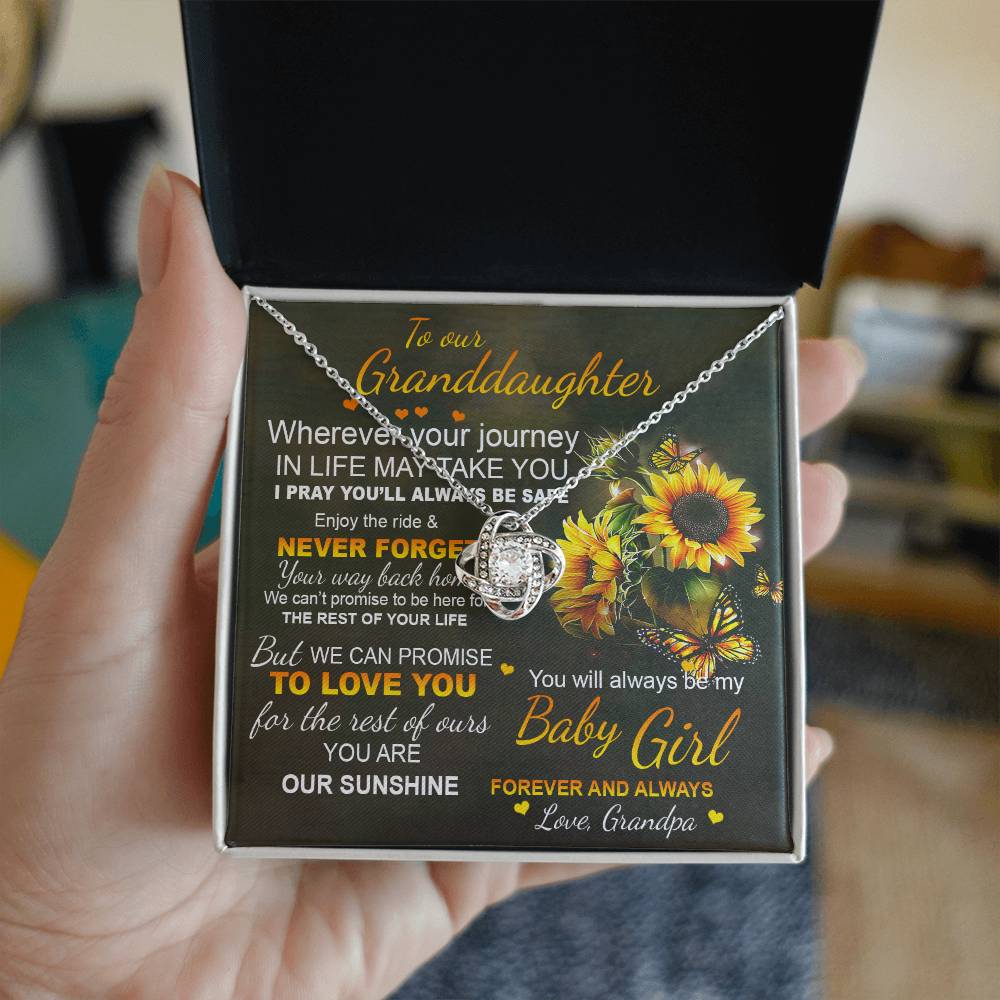 To our
Granddaughter
Wherever your journey
IN LIFE MAY TAKE YOU
I PRAY YOU'LL ALWAYS BE SAFE
Enjoy the ride &
NEVER FORGET
Your way back home
We can't promise to be here for
THE REST OF YOUR LIFE
But WE CAN PROMISE
TO LOVE YOU
for the rest of ours
YOU ARE
OUR SUNSHINE
You will always be my
Baby Girl
FOREVER AND ALWAYS
Love, Grandpa